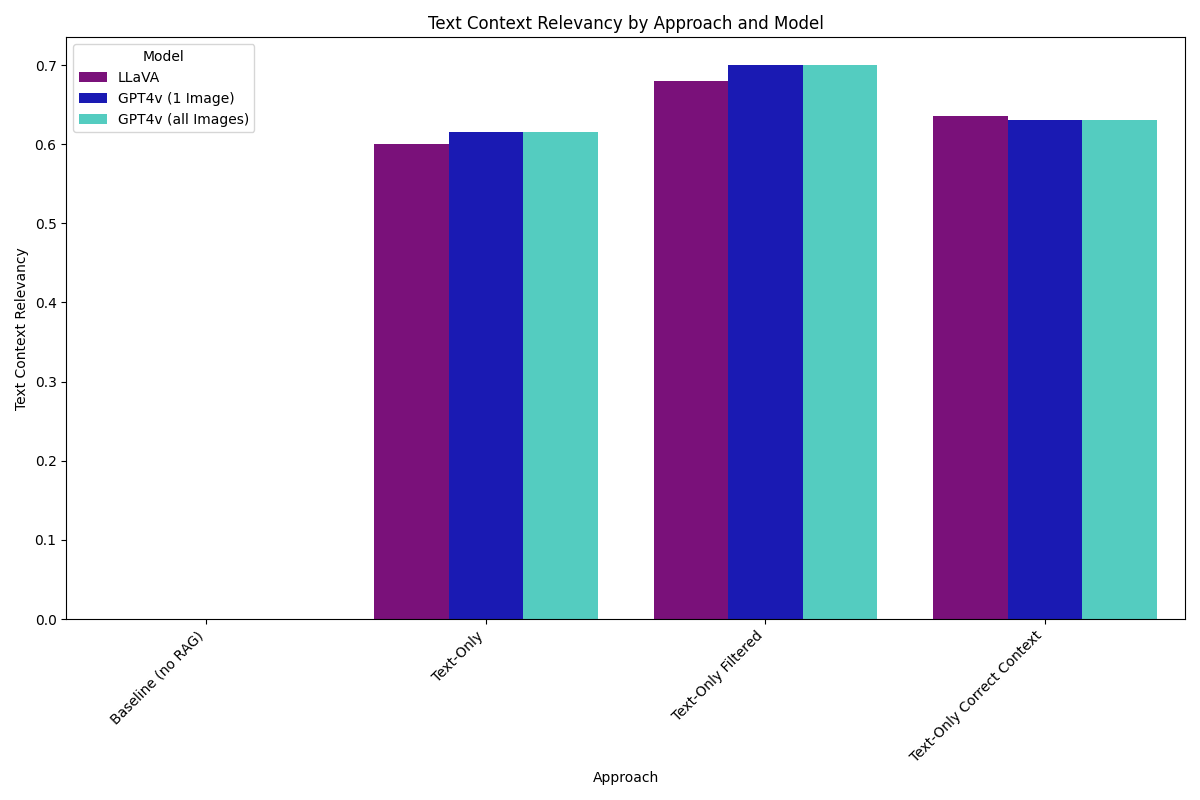 Text Context Relevancy by Approach and Model
Model
LLaVA
GPT4v (1 Image)
GPT4v (all Images)
Text Context Relevancy
0.7
0.6
0.5
0.4
0.3
0.2
0.1
0.0
Baseline (no RAG)
Text-Only
Text-Only Filtered
Text-Only Correct Context
Approach